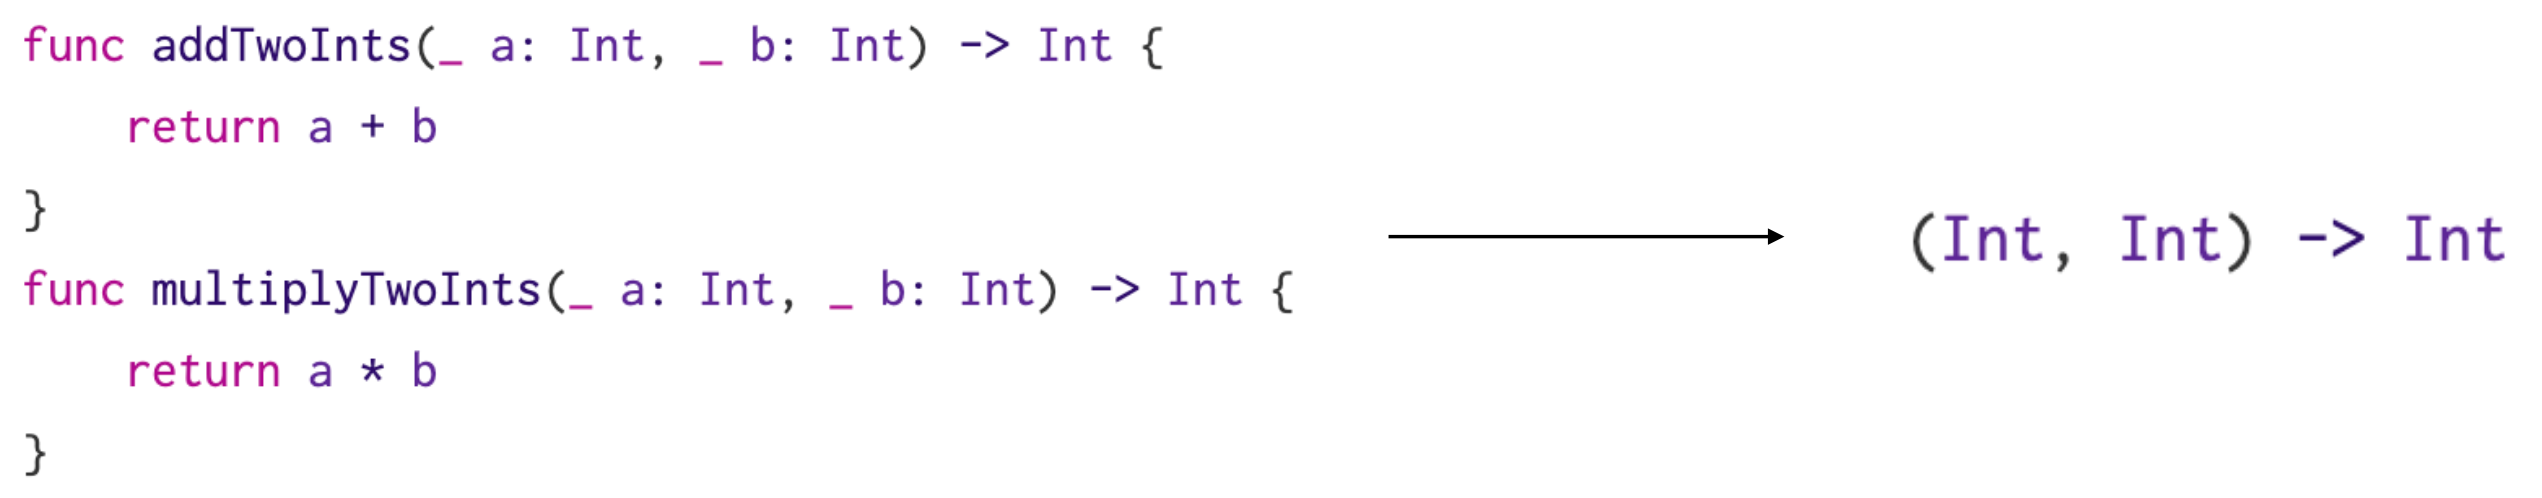 func addTwoInts(_ a: Int, _ b: Int) -> Int {
    return a + b
}
func multiplyTwoInts(_ a: Int, _ b: Int) -> Int {
    return a * b
}
(Int, Int) -> Int